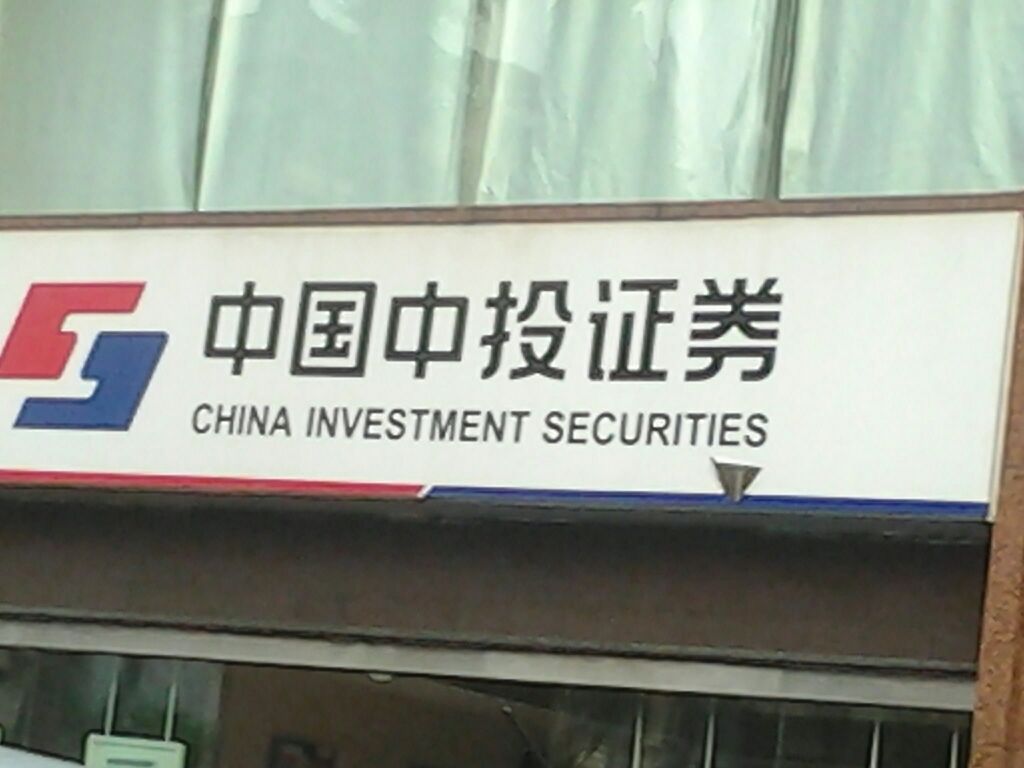 中国中投证券
CHINA INVESTMENT SECURITIES